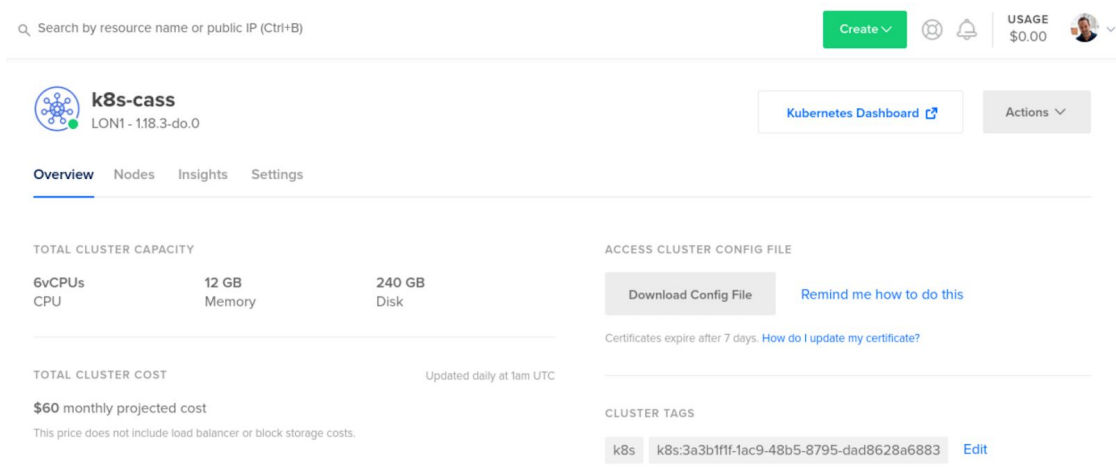 Search by resource name or public IP (Ctrl+B)
Create
USAGE
$0.00
k8s-cass
LON1 - 1.18.3-do.0
Kubernetes Dashboard
Actions
Overview Nodes Insights Settings
TOTAL CLUSTER CAPACITY
6vCPUs 12 GB 240 GB
CPU Memory Disk
TOTAL CLUSTER COST Updated daily at 1am UTC
$60 monthly projected cost
This price does not include load balancer or block storage costs.
ACCESS CLUSTER CONFIG FILE
Download Config File Remind me how to do this
Certificates expire after 7 days. How do I update my certificate?
CLUSTER TAGS
k8s k8s:3a3b1f1f-1ac9-48b5-8795-dad8628a6883 Edit